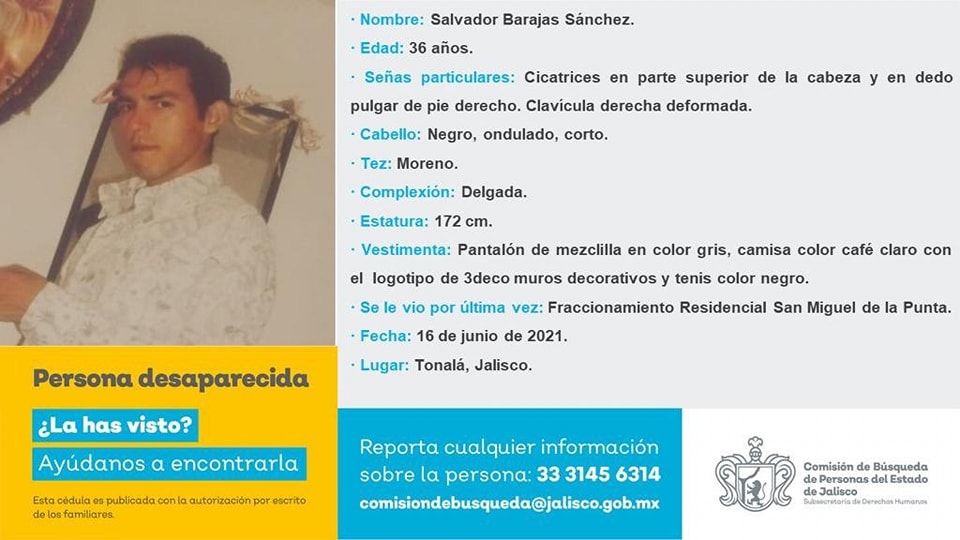 · Nombre: Salvador Barajas Sánchez.
· Edad: 36 años.
· Señas particulares: Cicatrices en parte superior de la cabeza y en dedo
pulgar de pie derecho. Clavícula derecha deformada.
· Cabello: Negro, ondulado, corto.
· Tez: Moreno.
· Complexión: Delgada.
· Estatura: 172 cm.
· Vestimenta: Pantalón de mezclilla en color gris, camisa color café claro con
el logotipo de 3deco muros decorativos y tenis color negro.
· Se le vio por última vez: Fraccionamiento Residencial San Miguel de la Punta.
· Fecha: 16 de junio de 2021.
· Lugar: Tonalá, Jalisco.
Persona desaparecida
¿La has visto?
Ayúdanos a encontrarla
Esta cédula es publicada con la autorización por escrito
de los familiares.
Reporta cualquier información
sobre la persona: 33 3145 6314
comisiondebusqueda@jalisco.gob.mx
Comisión de Búsqueda
de Personas del Estado
de Jalisco
Subsecretaría de Derechos Humanos